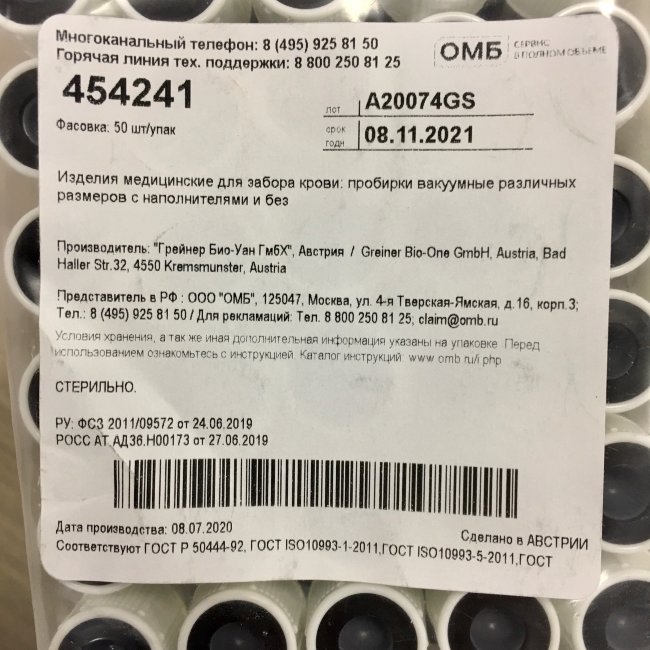 Многоканальный телефон: 8 (495) 925 81 50
Горячая линия тех. поддержки: 8 800 250 81 25
ОМБ
СЕРВИС
В ПОЛНОМ ОБЪЕМЕ
454241
Фасовка: 50 шт/упак
лот A20074GS
срок годн 08.11.2021
Изделия медицинские для забора крови: пробирки вакуумные различных
размеров с наполнителями и без
Производитель: "Грейнер Био-Уан ГмбХ", Австрия / Greiner Bio-One GmbH, Austria, Bad
Haller Str.32, 4550 Kremsmunster, Austria
Представитель в РФ : ООО "ОМБ", 125047, Москва, ул. 4-я Тверская-Ямская, д.16, корп.3;
Тел.: 8 (495) 925 81 50 / Для рекламаций: Тел. 8 800 250 81 25; claim@omb.ru
Условия хранения, а так же иная дополнительная информация указаны на упаковке. Перед
использованием ознакомьтесь с инструкцией. Каталог инструкций: www omb.ru/i.php
СТЕРИЛЬНО.
РУ: ФСЗ 2011/09572 от 24.06.2019
РОСС AT.АД36.Н00173 от 27.06.2019
Дата производства: 08.07.2020
Сделано в АВСТРИИ
Соответствуют ГОСТ Р 50444-92, ГОСТ ISO10993-1-2011,ГОСТ ISO10993-5-2011,ГОСТ